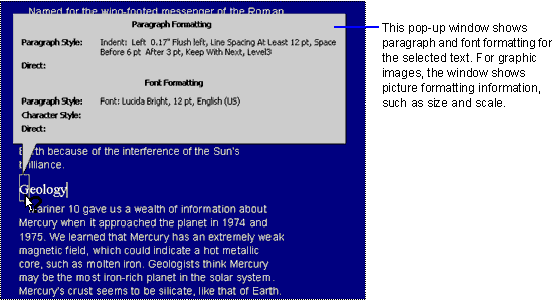 Named for the wing-footed messenger of the Roman
Paragraph Formatting
Paragraph Style: Indent: Left 0.17" Flush left, Line Spacing At Least 12 pt, Space
Before 6 pt After 3 pt, Keep With Next, Level3
Direct:
Font Formatting
Paragraph Style: Font: Lucida Bright, 12 pt, English (US)
Character Style:
Direct:
Earth because of the interference of the Sun's
brilliance.
Geology
Mariner 10 gave us a wealth of information about
Mercury when it approached the planet in 1974 and
1975. We learned that Mercury has an extremely weak
magnetic field, which could indicate a hot metallic
core, such as molten iron. Geologists think Mercury
may be the most iron-rich planet in the solar system.
Mercury's crust seems to be silicate, like that of Earth.
This pop-up window shows
paragraph and font formatting for
the selected text. For graphic
images, the window shows
picture formatting information,
such as size and scale.